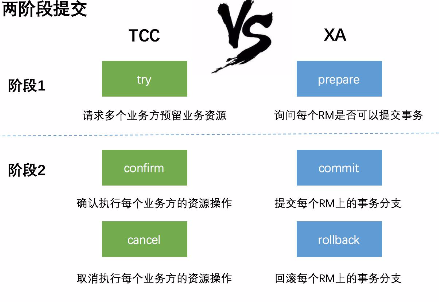 两阶段提交
TCC
VS
XA
阶段1
try
prepare
请求多个业务方预留业务资源
询问每个RM是否可以提交事务
阶段2
confirm
commit
确认执行每个业务方的资源操作
提交每个RM上的事务分支
cancel
rollback
取消执行每个业务方的资源操作
回滚每个RM上的事务分支